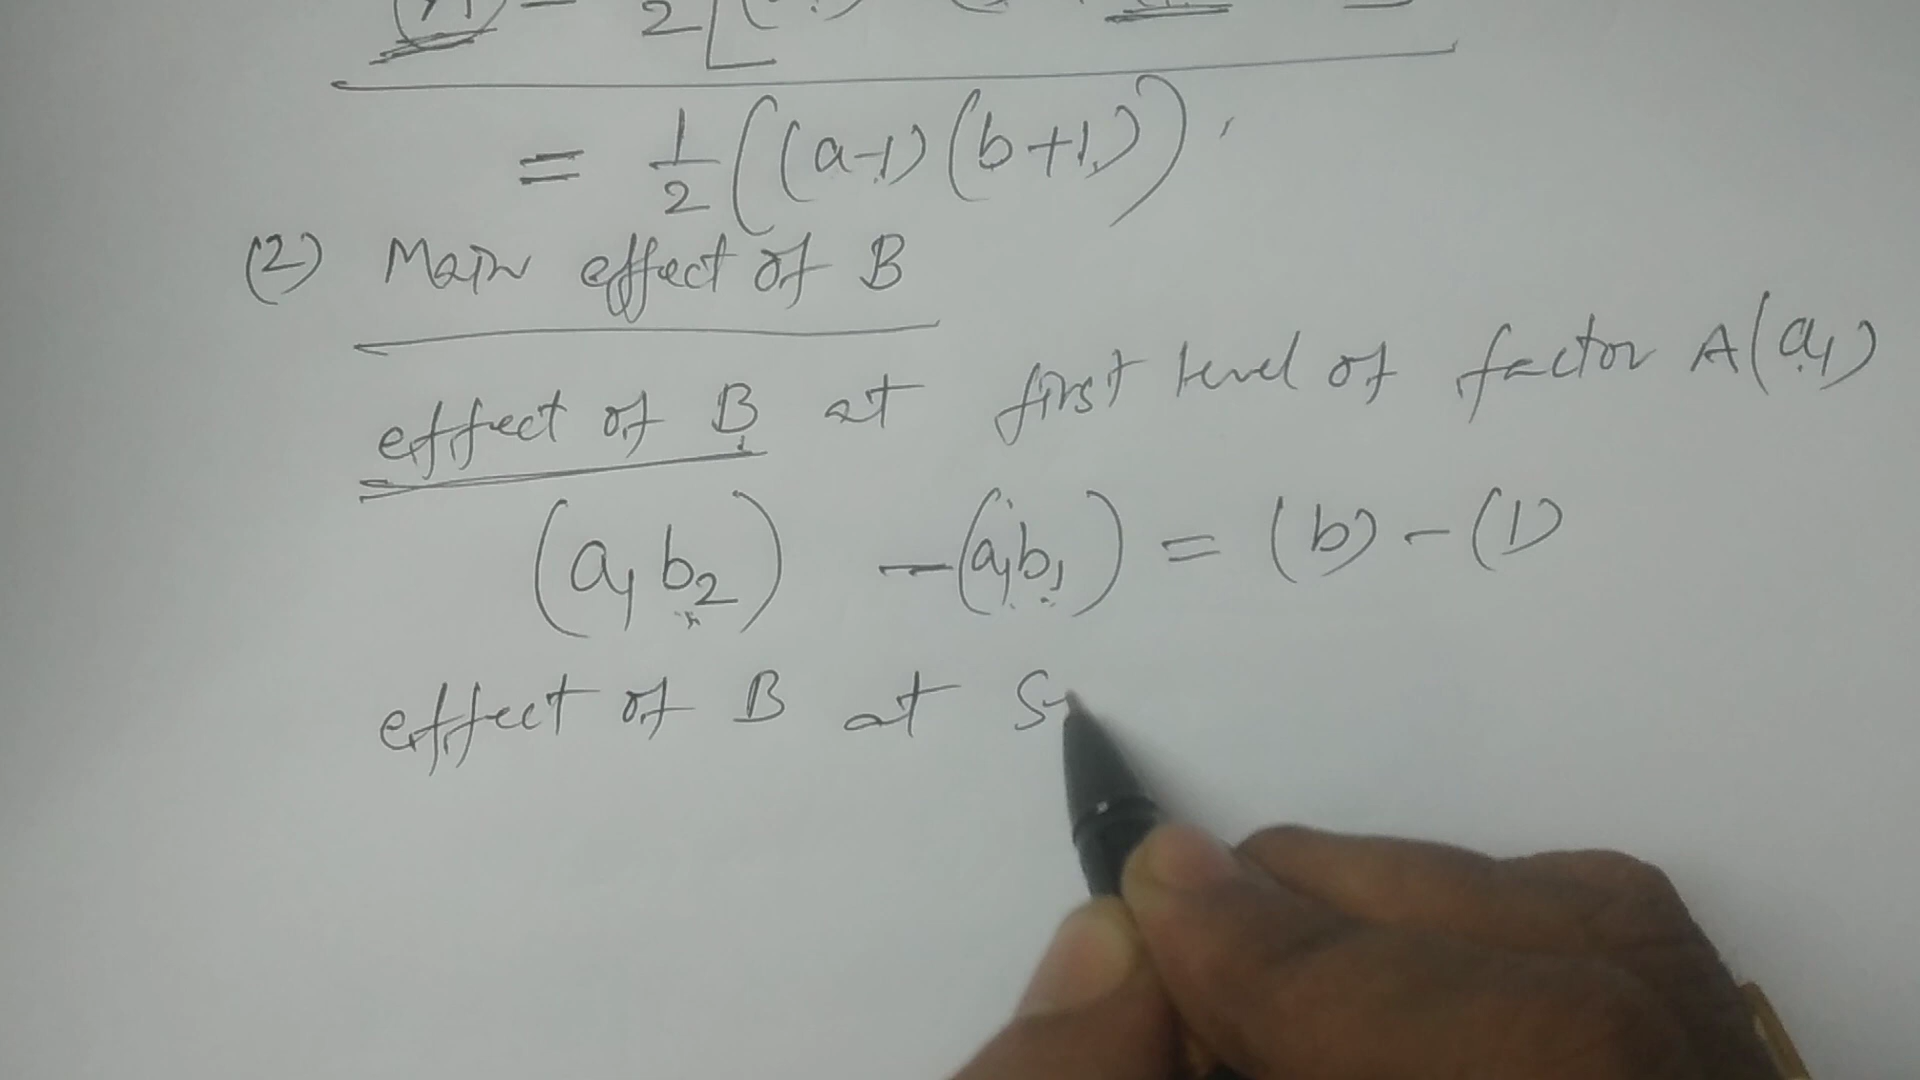 = 1/2 ((a-1) (b+1)).
(2) Main effect of B
effect of B at first level of factor A(a1)
(a1 b2) - (a1b1) = (b) - (1)
effect of B at